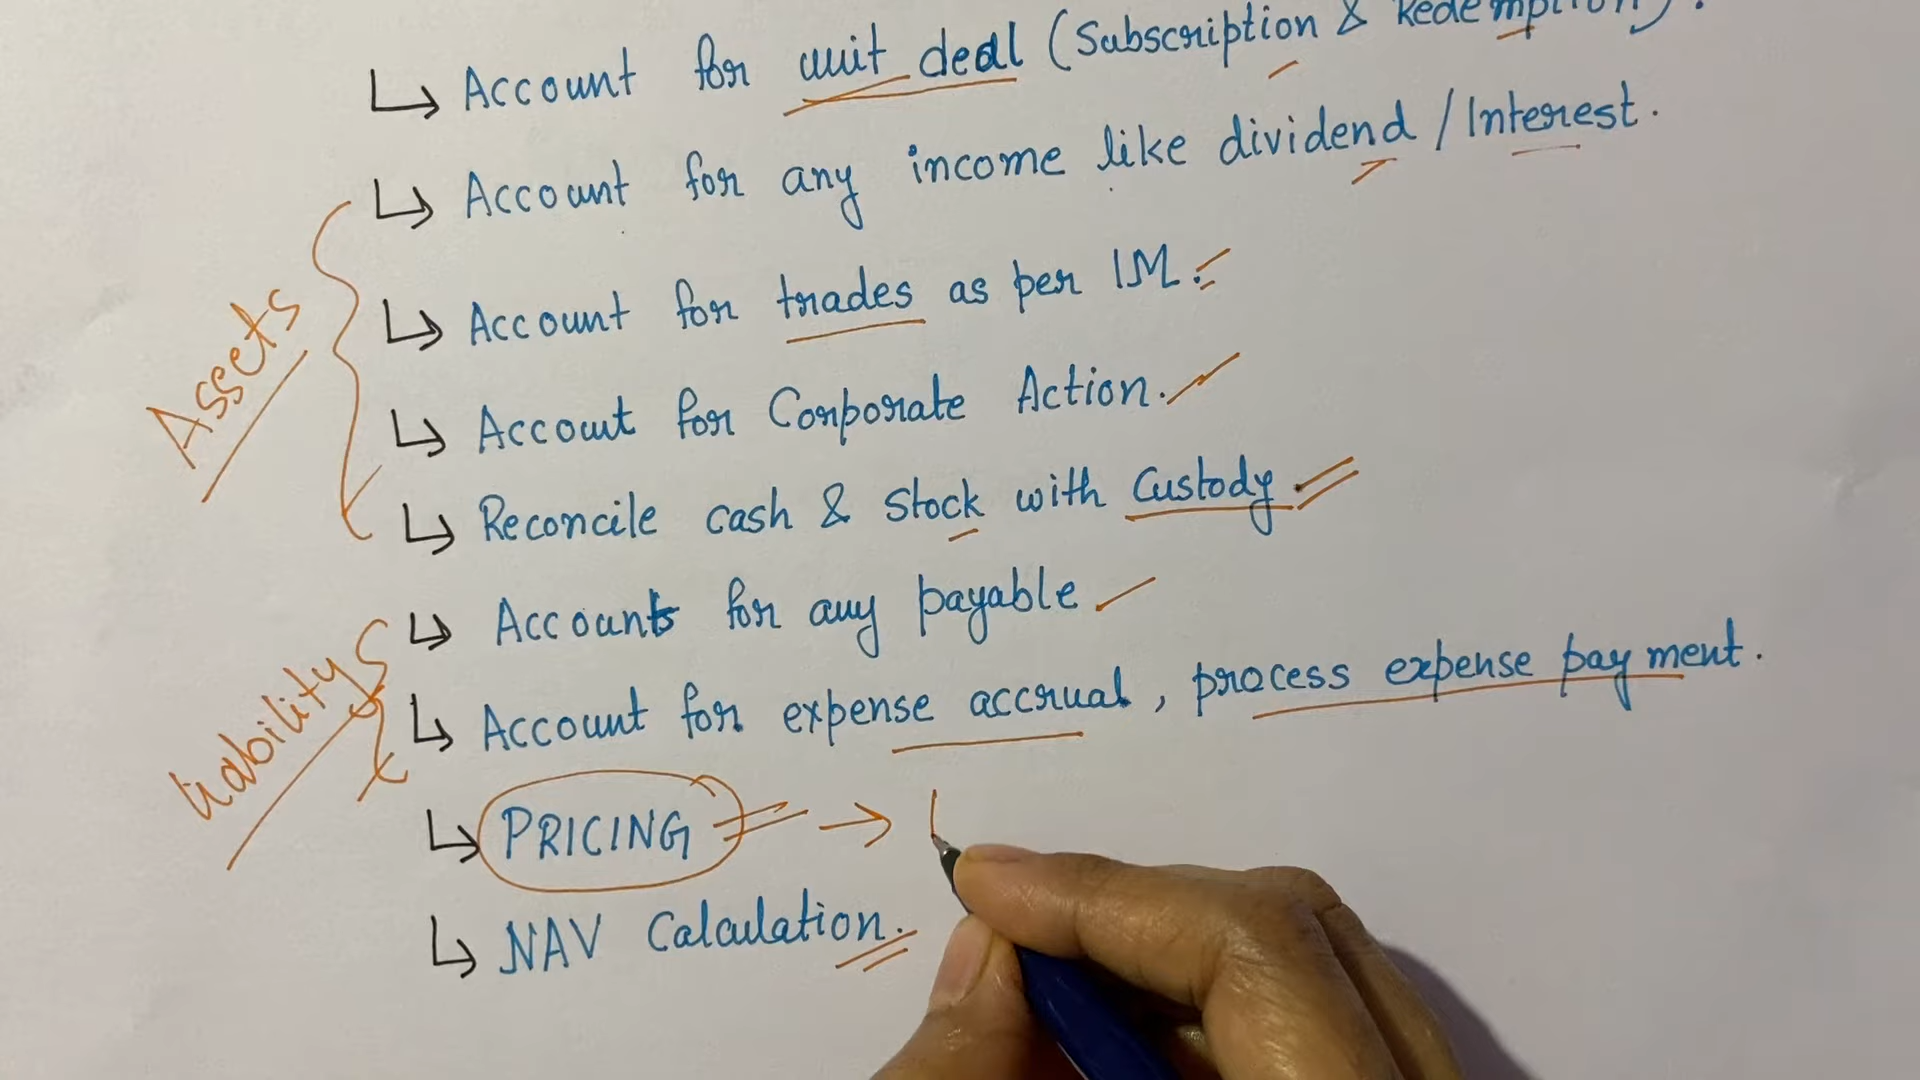 ↳ Account for unit deal (Subscription & Redemption).
↳ Account for any income like dividend / Interest.
Assets
↳ Account for trades as per IM.
↳ Account for Corporate Action.
↳ Reconcile cash & Stock with Custody
↳ Accounts for any payable
Liability
↳ Account for expense accrual, process expense payment.
↳ PRICING →
↳ NAV Calculation.